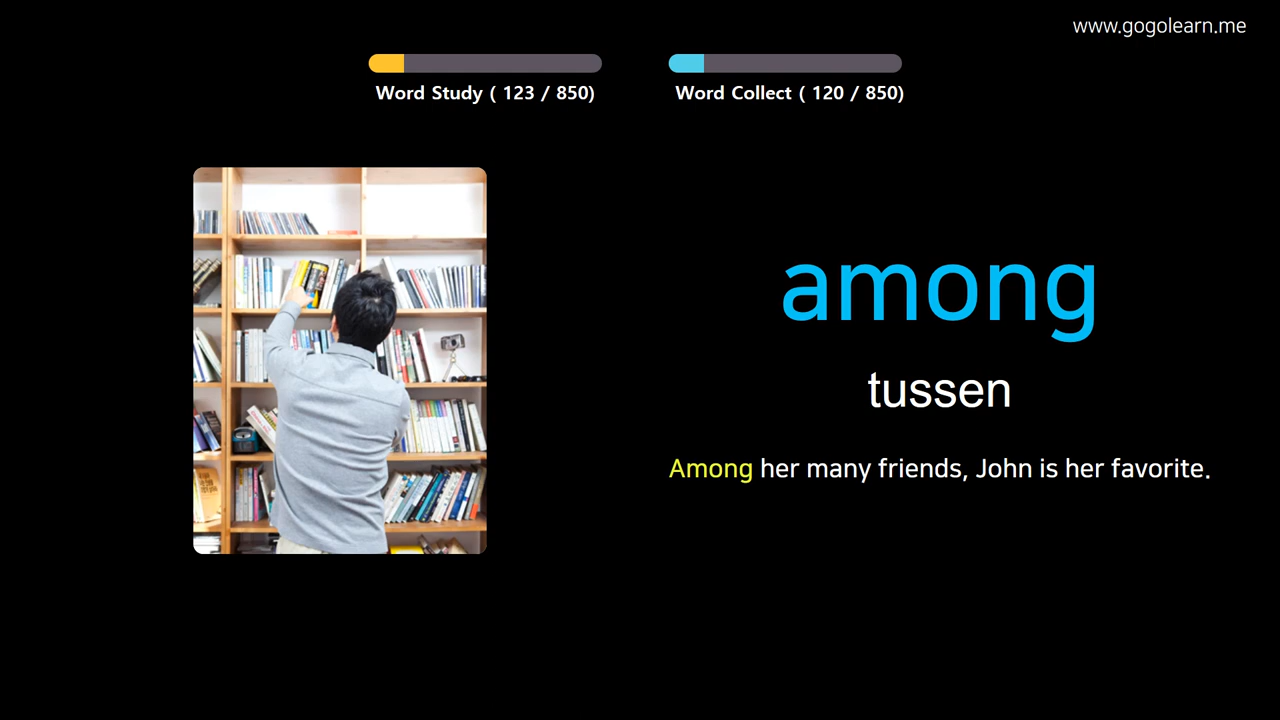 www.gogolearn.me
Word Study ( 123 / 850)
Word Collect ( 120 / 850)
among
tussen
Among her many friends, John is her favorite.